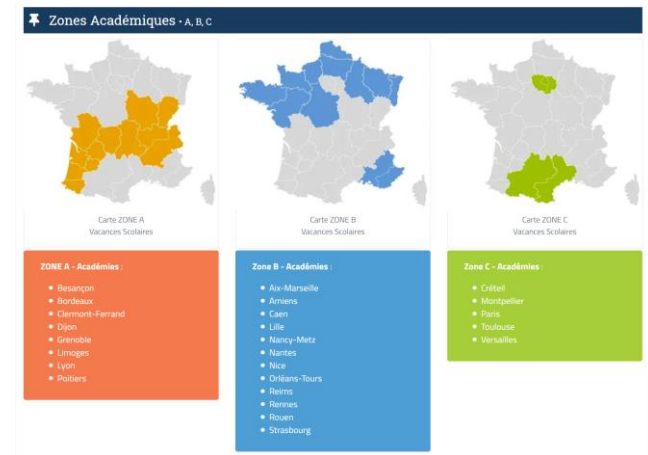 Zones Académiques • A, B, C
Carte ZONE A
Vacances Scolaires
Carte ZONE B
Vacances Scolaires
Carte ZONE C
Vacances Scolaires
ZONE A - Académies :
Besançon
Bordeaux
Clermont-Ferrand
Dijon
Grenoble
Limoges
Lyon
Poitiers
Zone B - Académies :
Aix-Marseille
Amiens
Caen
Lille
Nancy-Metz
Nantes
Nice
Orléans-Tours
Reims
Rennes
Rouen
Strasbourg
Zone C - Académies :
Créteil
Montpellier
Paris
Toulouse
Versailles